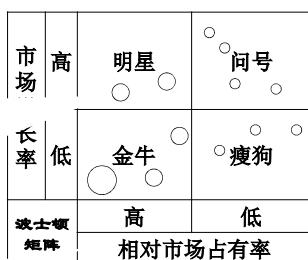 市
场
长
率
高
明星
问号
低
金牛
瘦狗
波士顿
矩阵
高
低
相对市场占有率